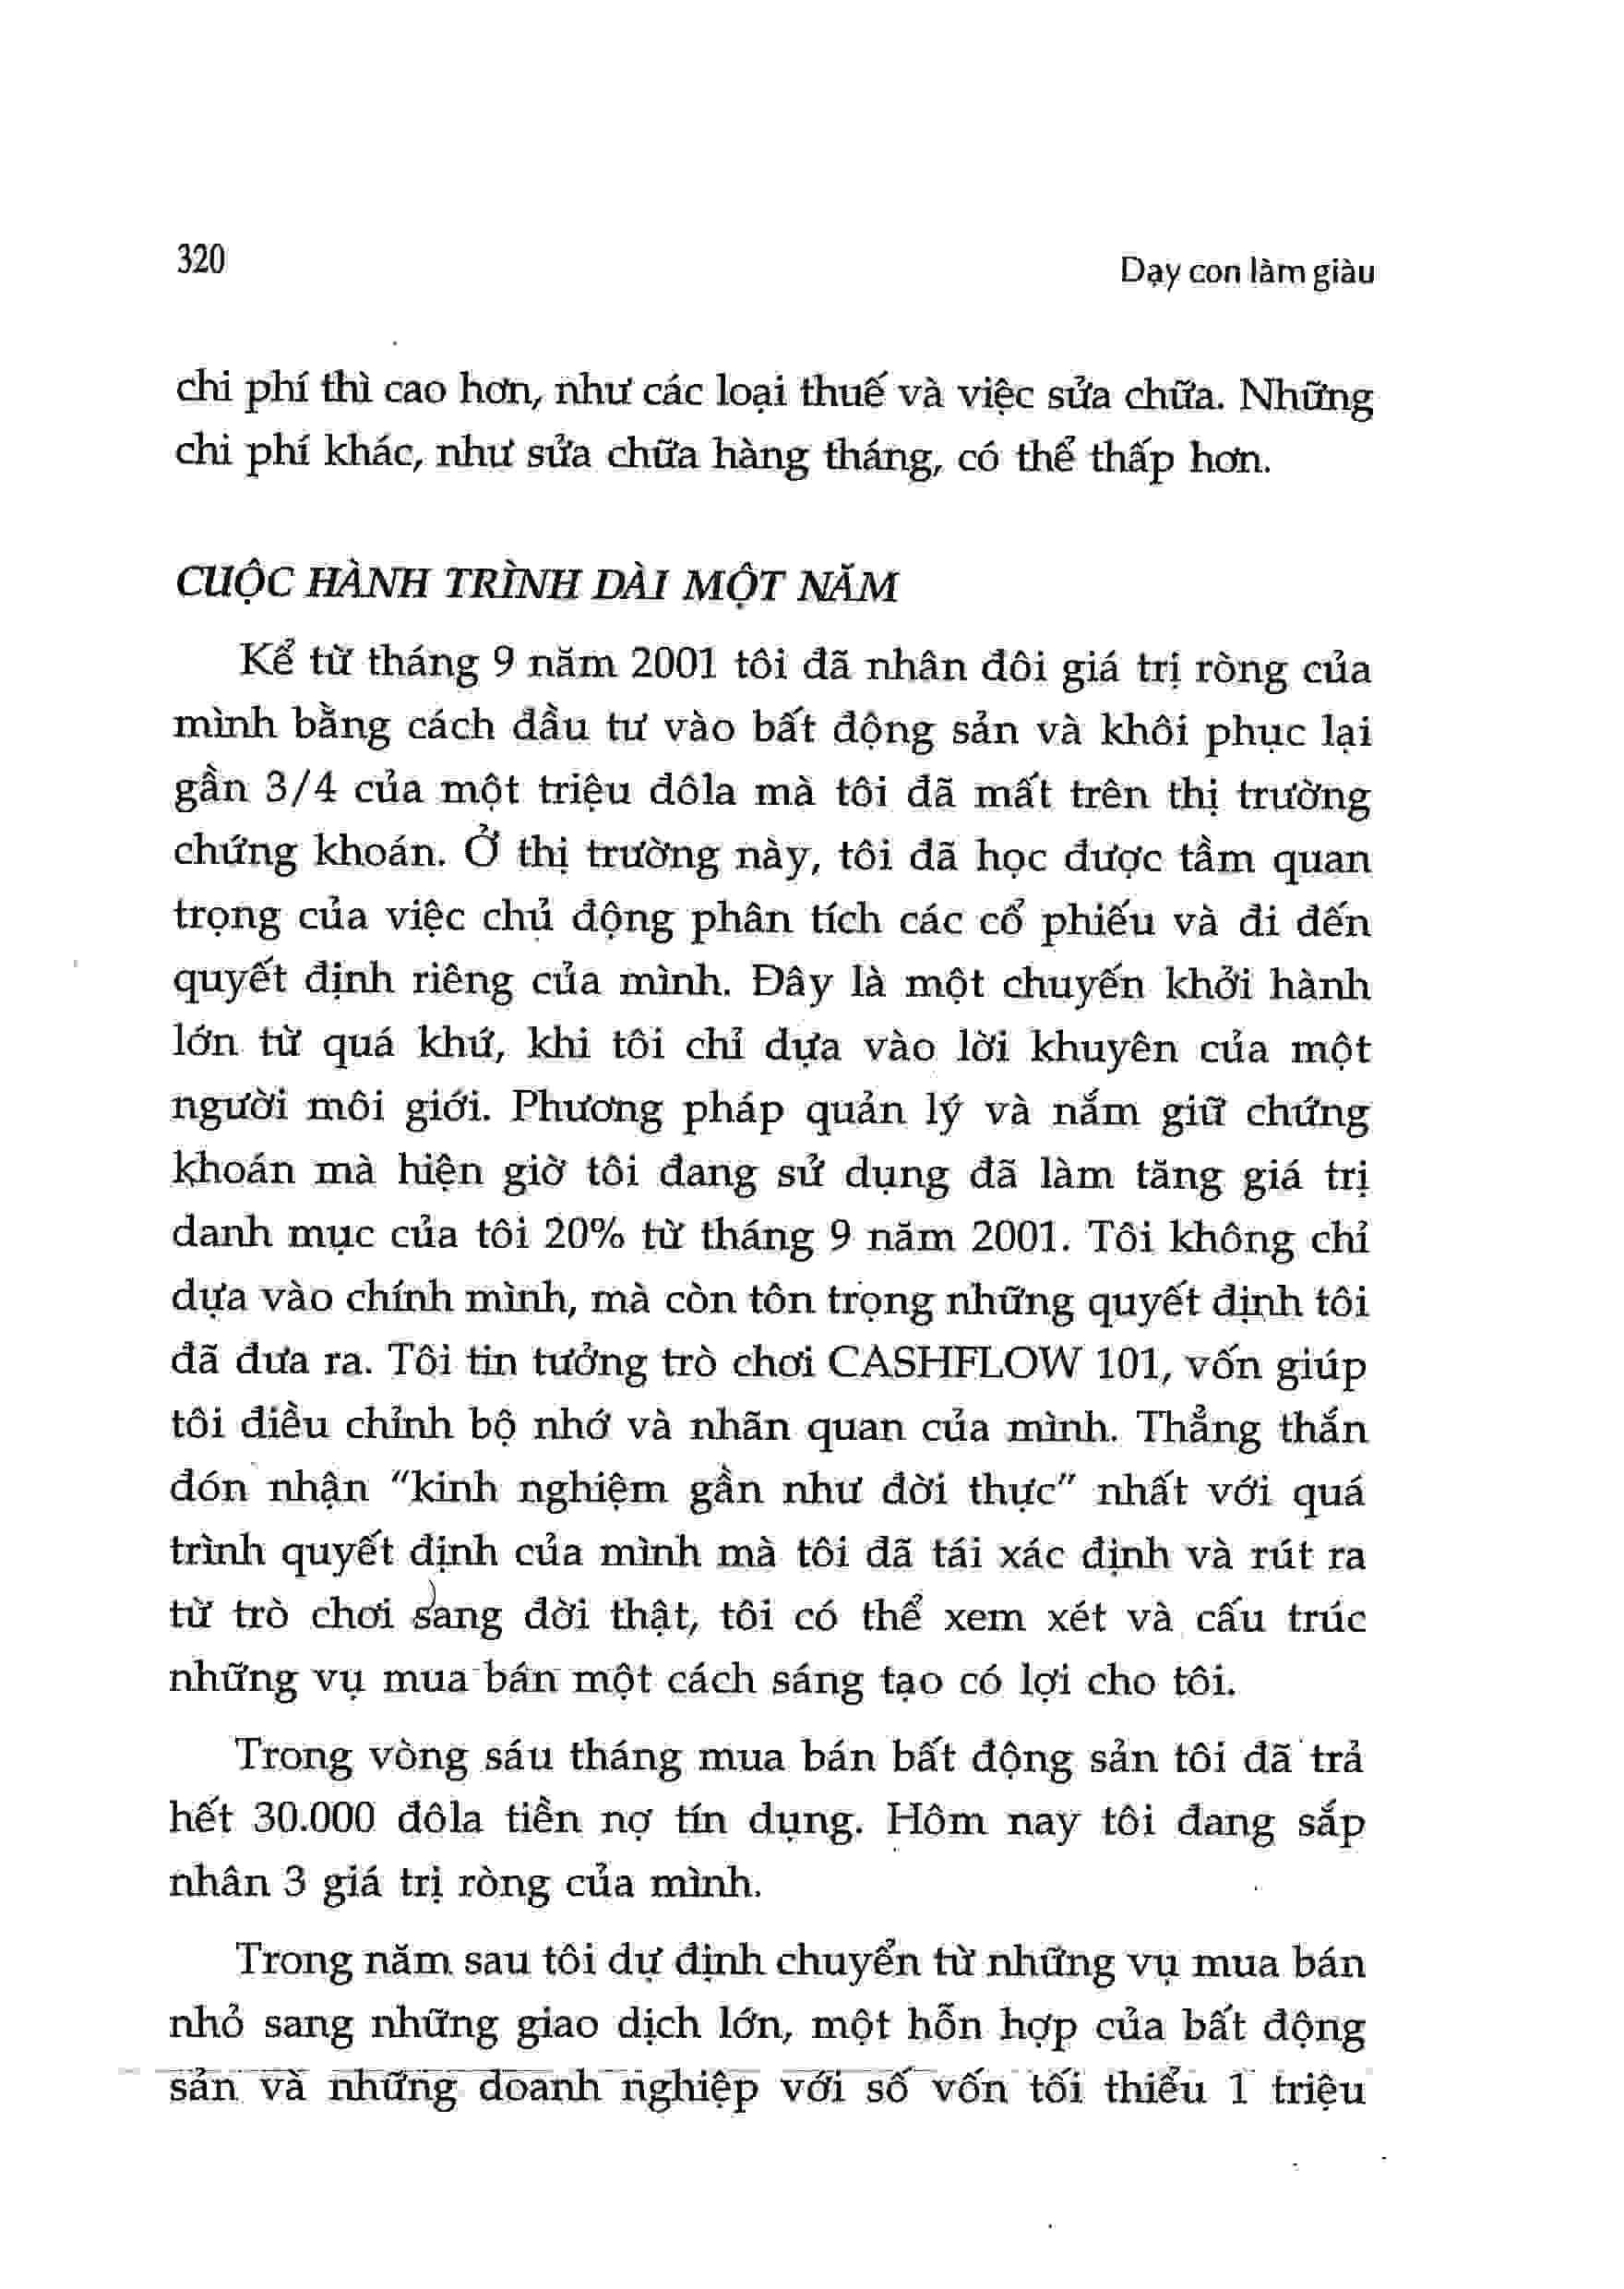 320
Dạy con làm giàu
chi phí thì cao hơn, như các loại thuế và việc sửa chữa. Những
chi phí khác, như sửa chữa hàng tháng, có thể thấp hơn.
CUỘC HÀNH TRÌNH DÀI MỘT NĂM
Kể từ tháng 9 năm 2001 tôi đã nhân đôi giá trị ròng của
mình bằng cách đầu tư vào bất động sản và khôi phục lại
gần 3/4 của một triệu đôla mà tôi đã mất trên thị trường
chứng khoán. Ở thị trường này, tôi đã học được tầm quan
trọng của việc chủ động phân tích các cổ phiếu và đi đến
quyết định riêng của mình. Đây là một chuyến khởi hành
lớn từ quá khứ, khi tôi chỉ dựa vào lời khuyên của một
người môi giới. Phương pháp quản lý và nắm giữ chứng
khoán mà hiện giờ tôi đang sử dụng đã làm tăng giá trị
danh mục của tôi 20% từ tháng 9 năm 2001. Tôi không chỉ
dựa vào chính mình, mà còn tôn trọng những quyết định tôi
đã đưa ra. Tôi tin tưởng trò chơi CASHFLOW 101, vốn giúp
tôi điều chỉnh bộ nhớ và nhãn quan của mình. Thẳng thắn
đón nhận "kinh nghiệm gần như đời thực" nhất với quá
trình quyết định của mình mà tôi đã tái xác định và rút ra
từ trò chơi sang đời thật, tôi có thể xem xét và cấu trúc
những vụ mua bán một cách sáng tạo có lợi cho tôi.
Trong vòng sáu tháng mua bán bất động sản tôi đã trả
hết 30.000 đôla tiền nợ tín dụng. Hôm nay tôi đang sắp
nhân 3 giá trị ròng của mình.
Trong năm sau tôi dự định chuyển từ những vụ mua bán
nhỏ sang những giao dịch lớn, một hỗn hợp của bất động
sản và những doanh nghiệp với số vốn tối thiểu 1 triệu